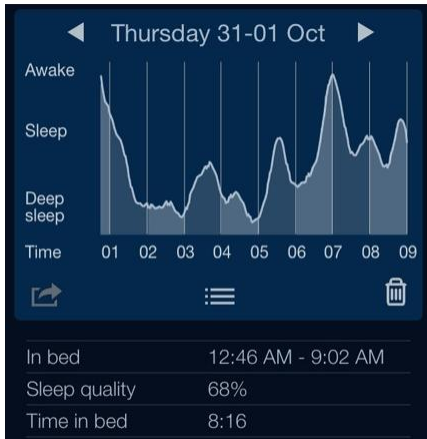 Thursday 31-01 Oct
Awake
Sleep
Deep
sleep
Time 01 02 03 04 05 06 07 08 09
In bed 12:46 AM - 9:02 AM
Sleep quality 68%
Time in bed 8:16